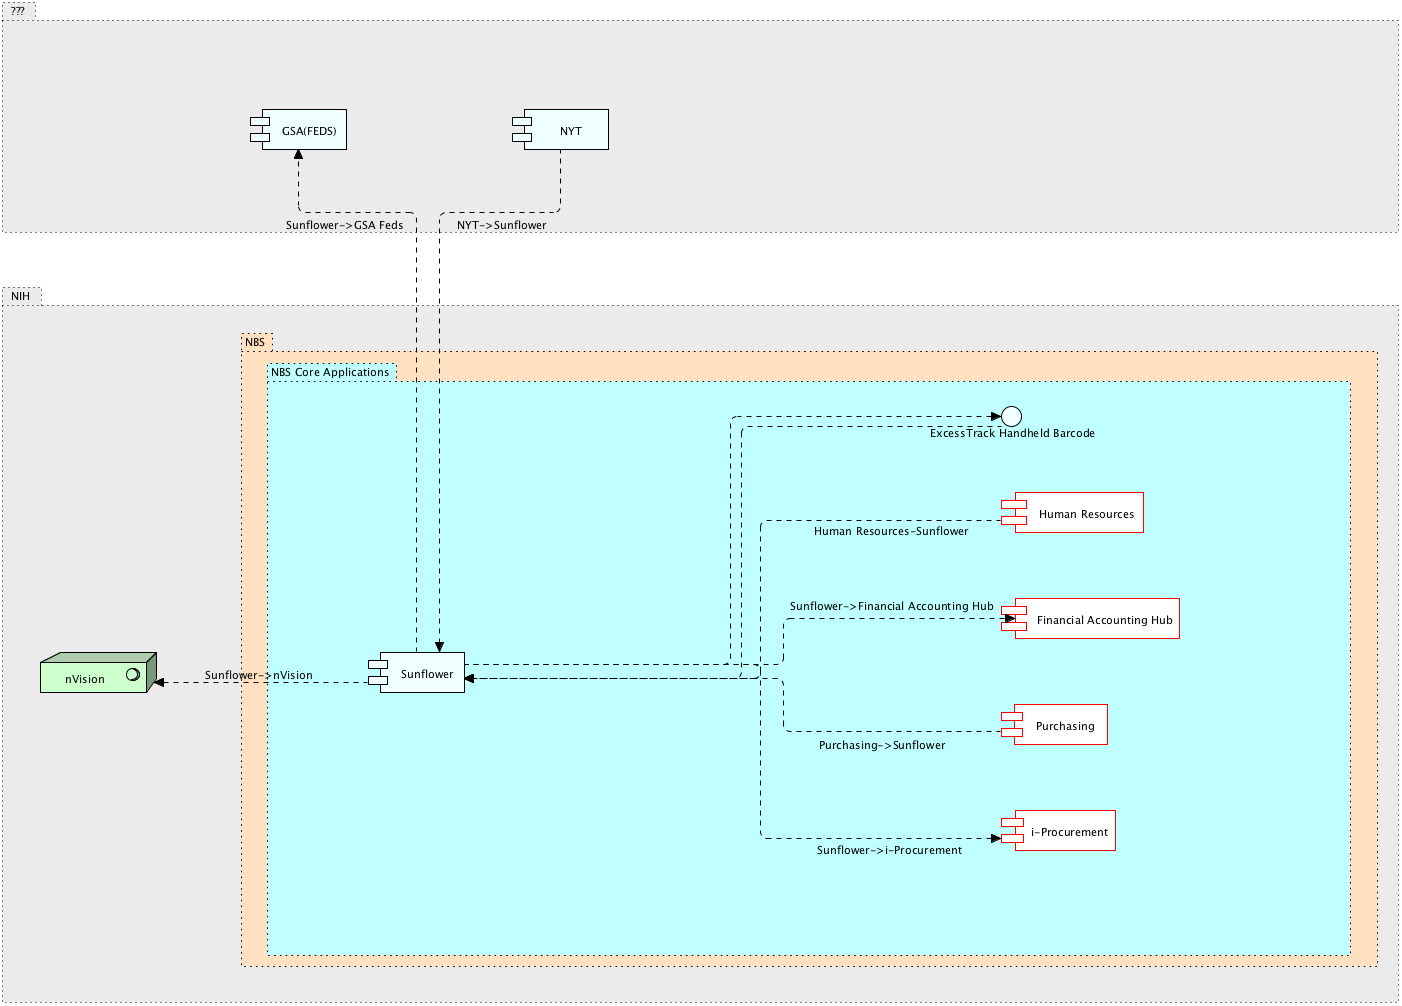 ???
GSA(FEDS)
NYT
Sunflower->GSA Feds
NYT->Sunflower
NIH
NBS
NBS Core Applications
ExcessTrack Handheld Barcode
Human Resources
Human Resources-Sunflower
Sunflower->Financial Accounting Hub
Financial Accounting Hub
Sunflower->nVision
Sunflower
nVision
Purchasing
Purchasing->Sunflower
i-Procurement
Sunflower->i-Procurement